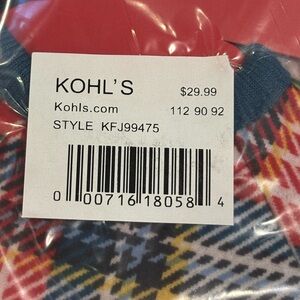 KOHL'S $29.99
Kohls.com 112 90 92
STYLE KFJ99475
0 00716 18058 4